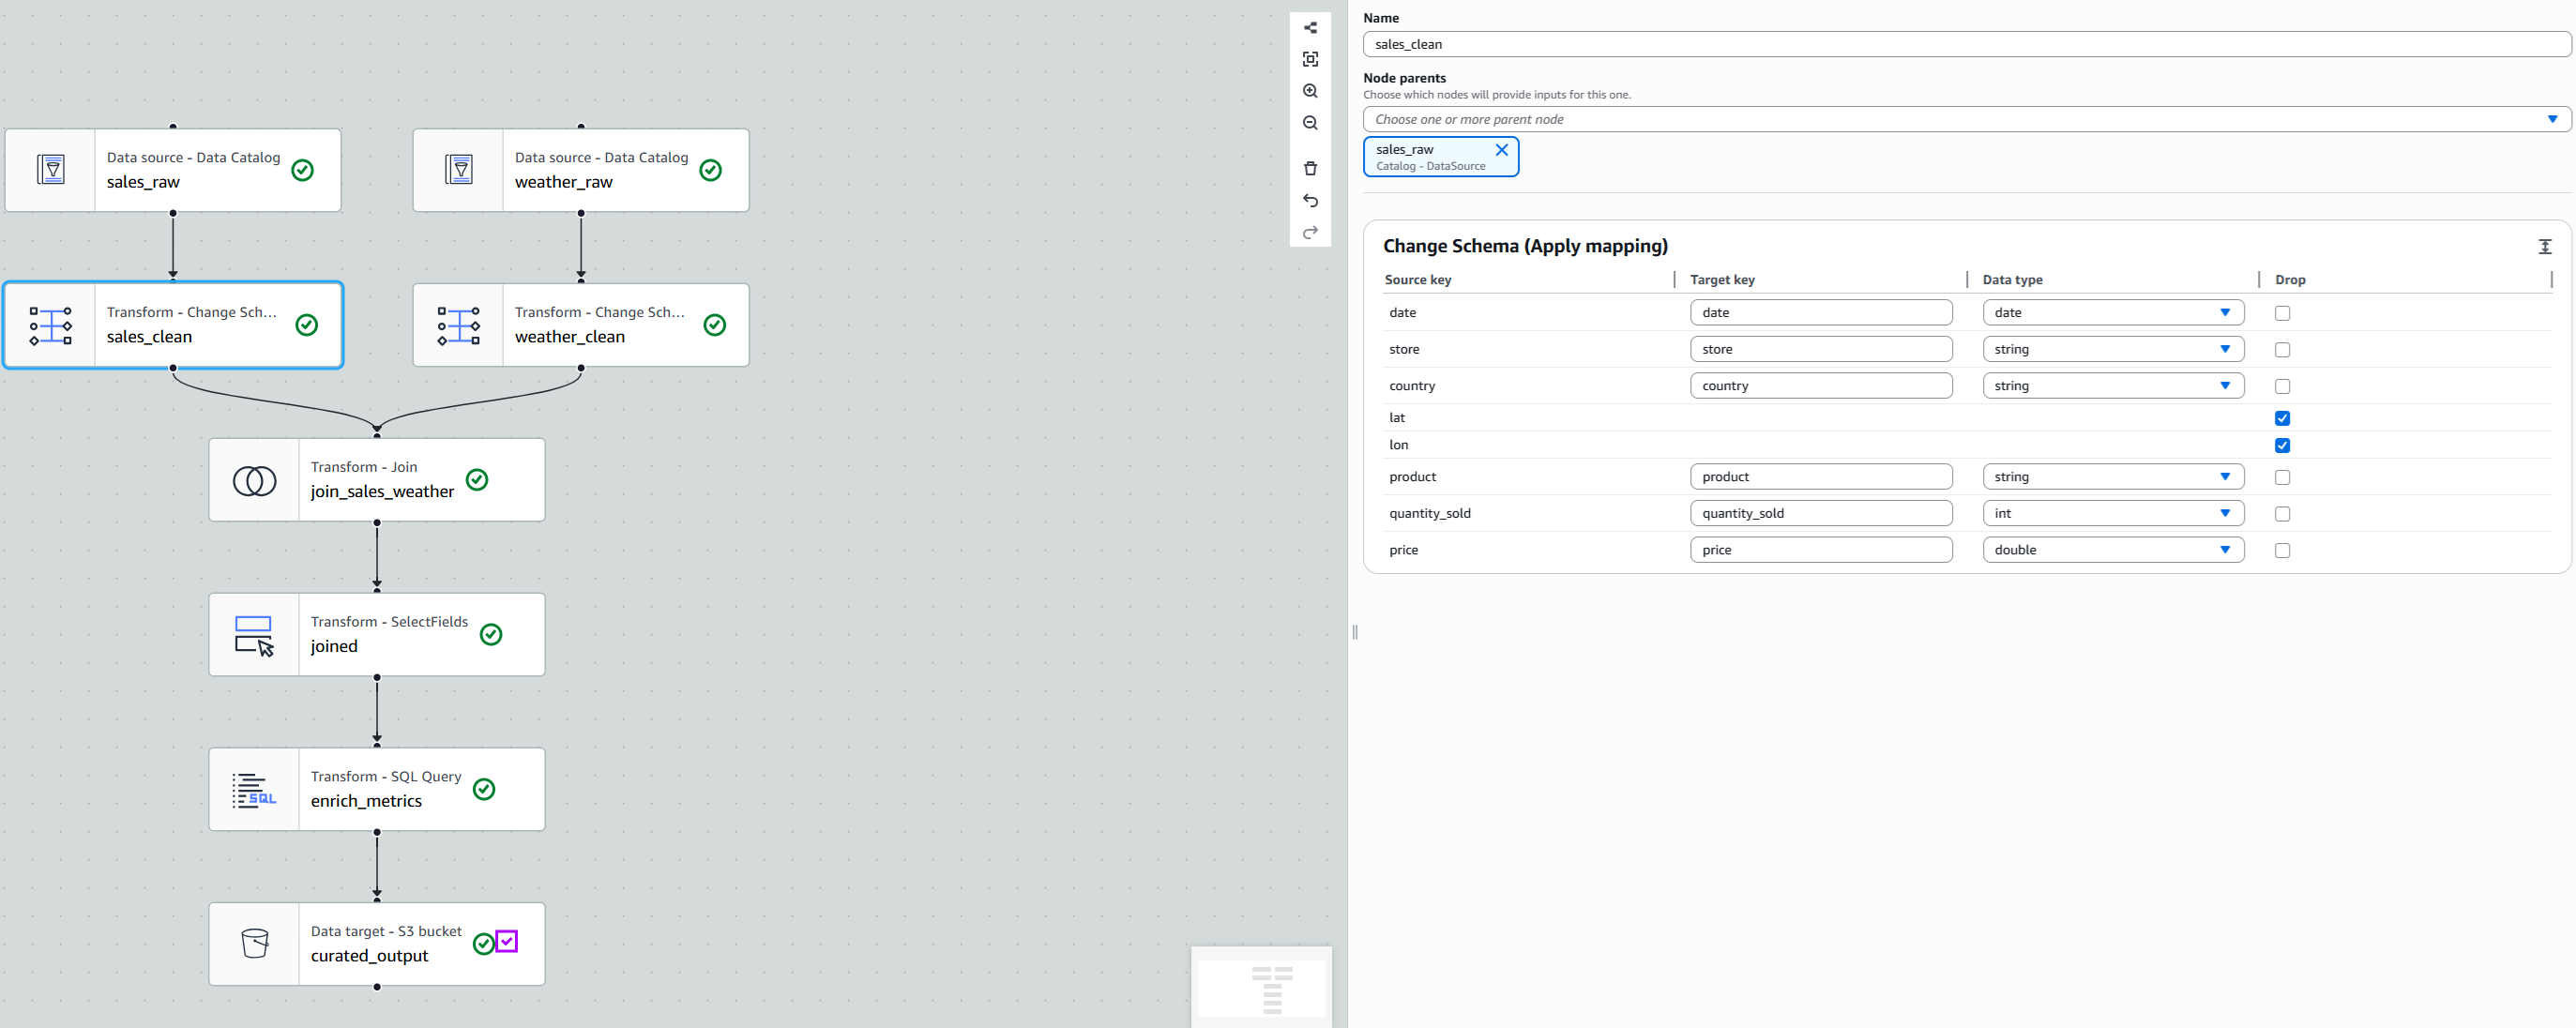 Data source - Data Catalog
sales_raw
Data source - Data Catalog
weather_raw
Transform - Change Sch...
sales_clean
Transform - Change Sch...
weather_clean
Transform - Join
join_sales_weather
Transform - SelectFields
joined
Transform - SQL Query
enrich_metrics
SQL
Data target - S3 bucket
curated_output
Name
sales_clean
Node parents
Choose which nodes will provide inputs for this one.
Choose one or more parent node
sales_raw
Catalog - DataSource
Change Schema (Apply mapping)
Source key Target key Data type Drop
date date date
store store string
country country string
lat
lon
product product string
quantity_sold quantity_sold int
price price double